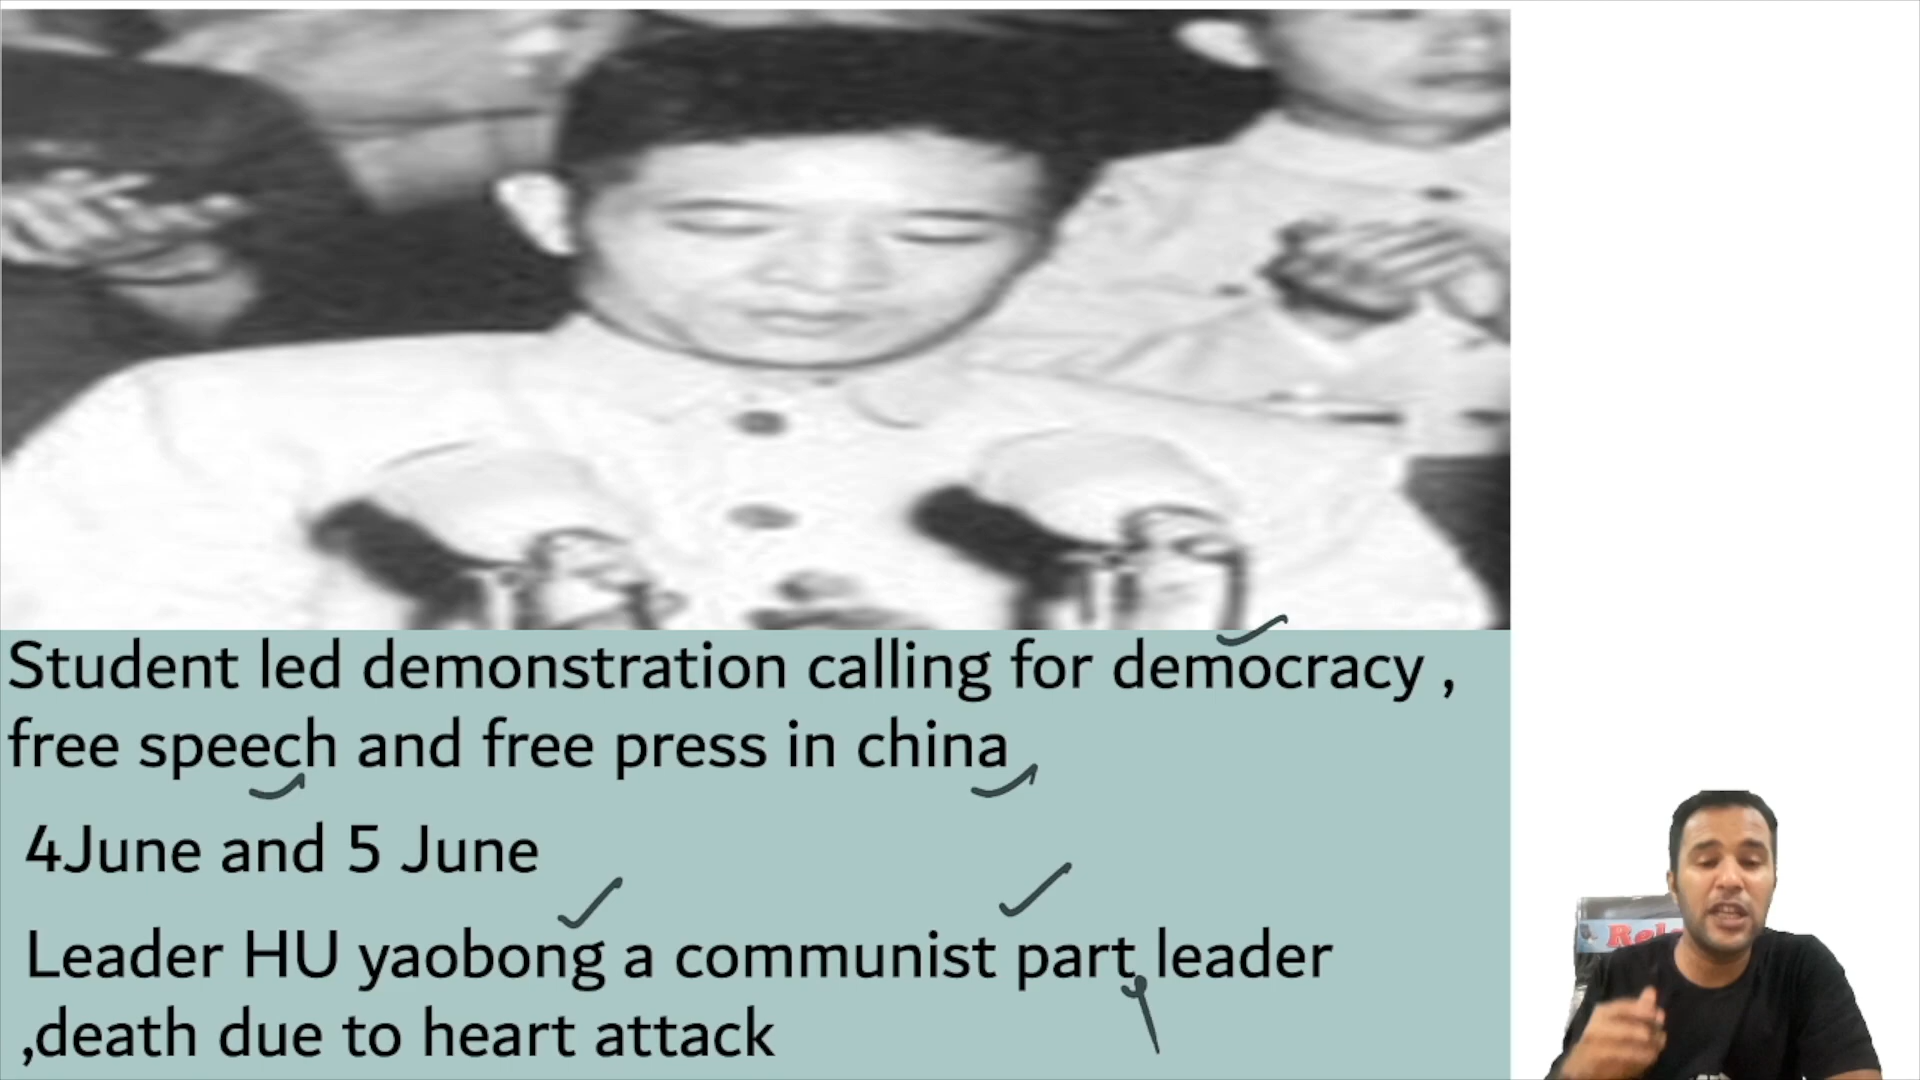 Student led demonstration calling for democracy ,
free speech and free press in china
4June and 5 June
Leader HU yaobong a communist part leader
,death due to heart attack